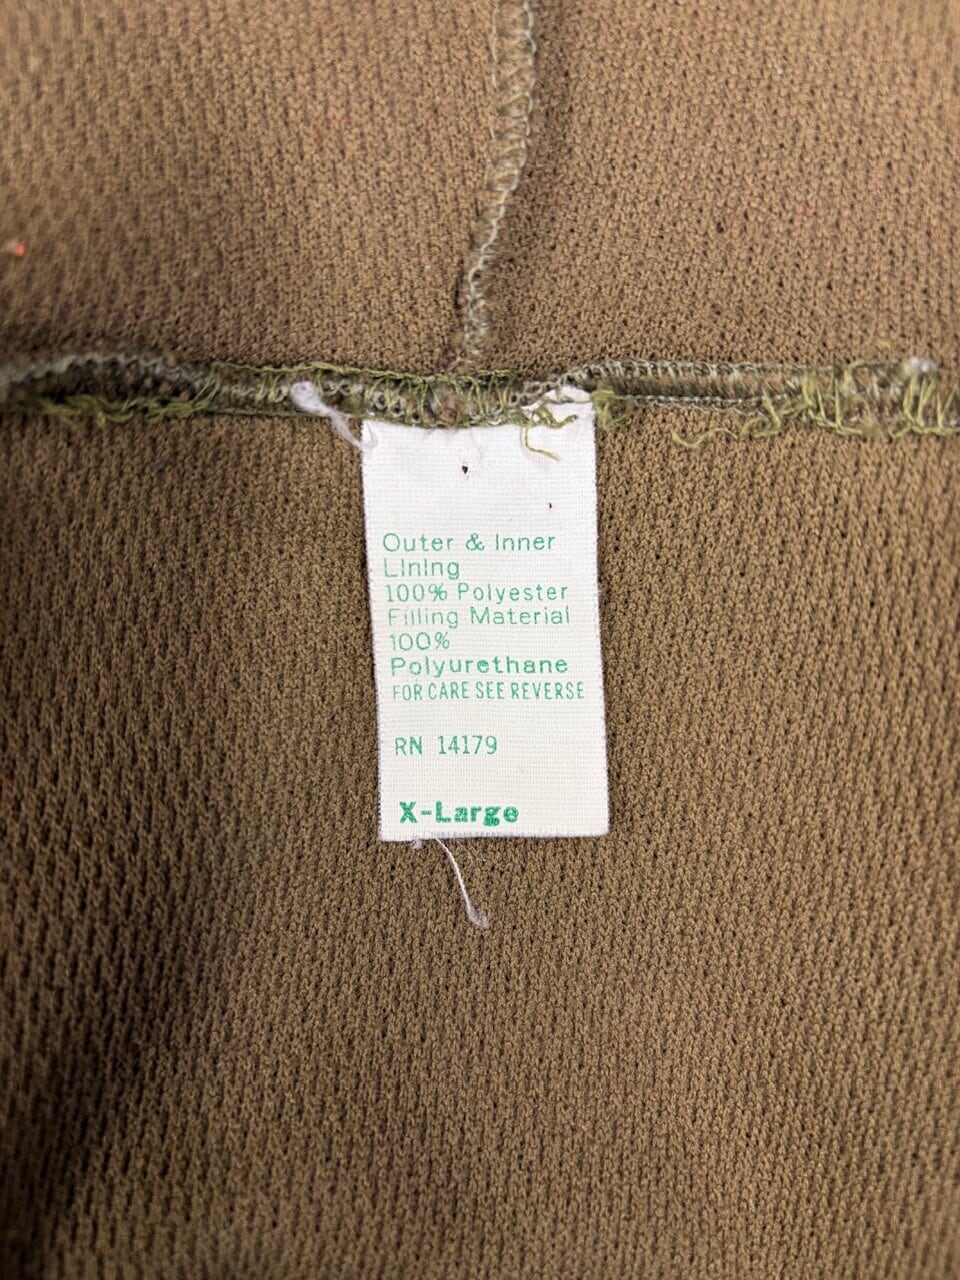 Outer & Inner
Lining
100% Polyester
Filling Material
100%
Polyurethane
FOR CARE SEE REVERSE
RN 14179
X-Large